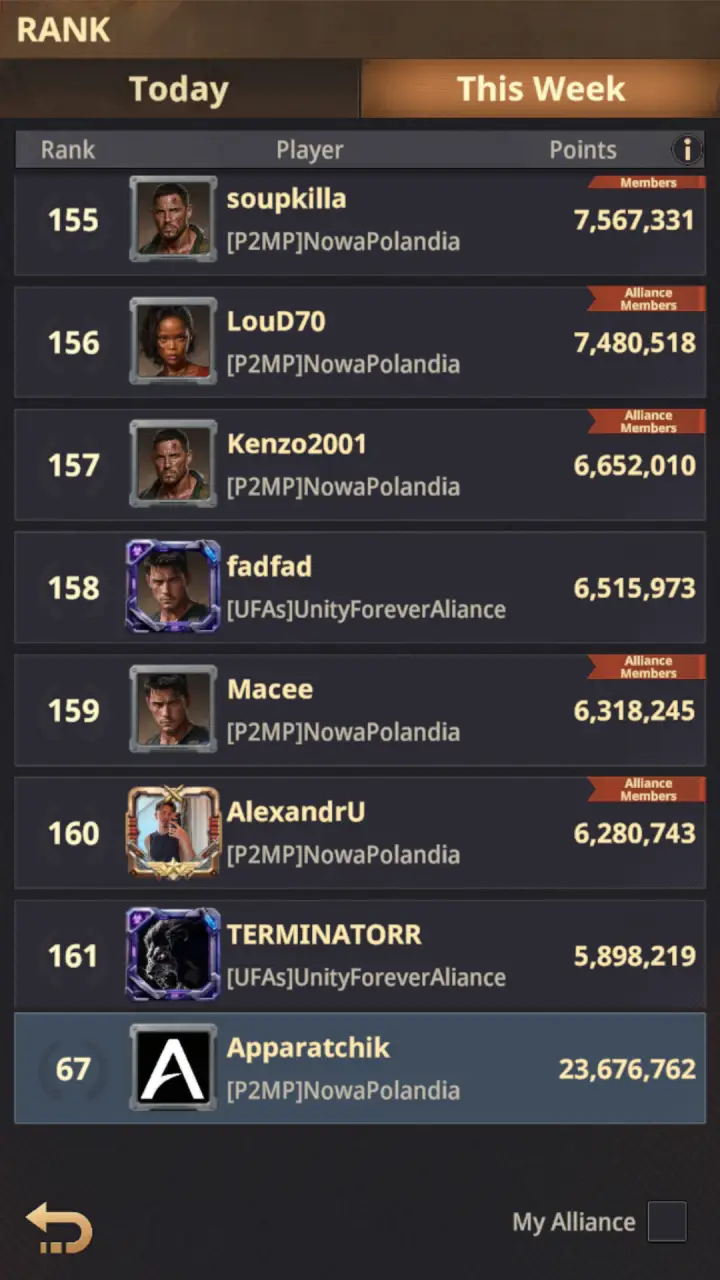 RANK
Today
This Week
Rank
Player
Points
i
Members
155
soupkilla
[P2MP]NowaPolandia
7,567,331
Alliance
Members
156
LouD70
[P2MP]NowaPolandia
7,480,518
Alliance
Members
157
Kenzo2001
[P2MP]NowaPolandia
6,652,010
158
fadfad
[UFAs]UnityForeverAliance
6,515,973
Alliance
Members
159
Macee
[P2MP]NowaPolandia
6,318,245
Alliance
Members
160
AlexandrU
[P2MP]NowaPolandia
6,280,743
161
TERMINATORR
[UFAs]UnityForeverAliance
5,898,219
67
A
Apparatchik
[P2MP]NowaPolandia
23,676,762
My Alliance